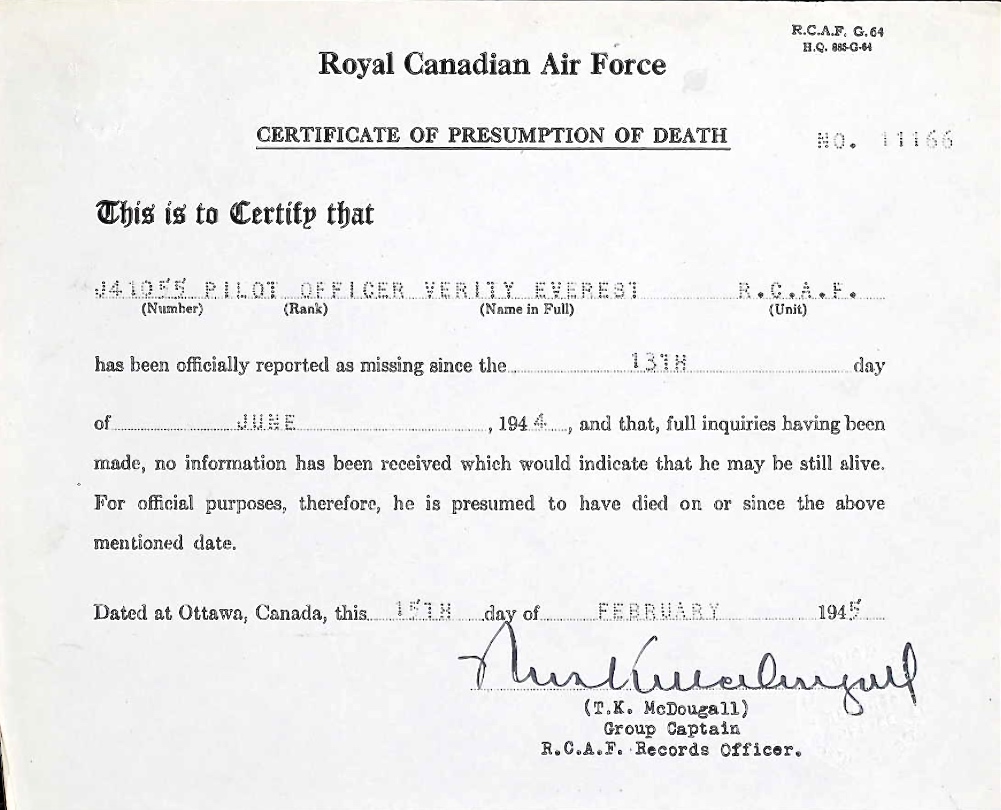 R.C.A.F. G. 64
H.Q. 885-G-64
Royal Canadian Air Force
CERTIFICATE OF PRESUMPTION OF DEATH
NO. 11166
This is to Certify that
J41055 PILOT OFFICER VERITY EVEREST R.C.A.F.
(Number) (Rank) (Name in Full) (Unit)
has been officially reported as missing since the 13TH day
of JUNE , 1944 , and that, full inquiries having been
made, no information has been received which would indicate that he may be still alive.
For official purposes, therefore, he is presumed to have died on or since the above
mentioned date.
Dated at Ottawa, Canada, this 15TH day of FEBRUARY 1945
(T.K. McDougall)
Group Captain
R.C.A.F. Records Officer.